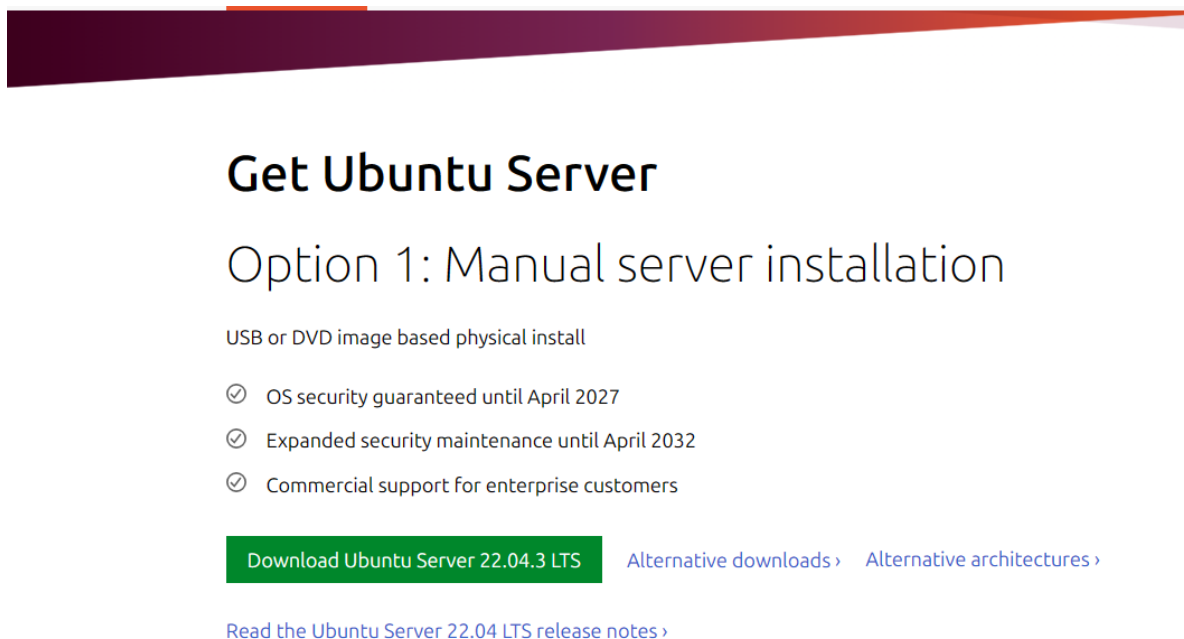 Get Ubuntu Server
Option 1: Manual server installation
USB or DVD image based physical install
OS security guaranteed until April 2027
Expanded security maintenance until April 2032
Commercial support for enterprise customers
Download Ubuntu Server 22.04.3 LTS Alternative downloads › Alternative architectures ›
Read the Ubuntu Server 22.04 LTS release notes ›